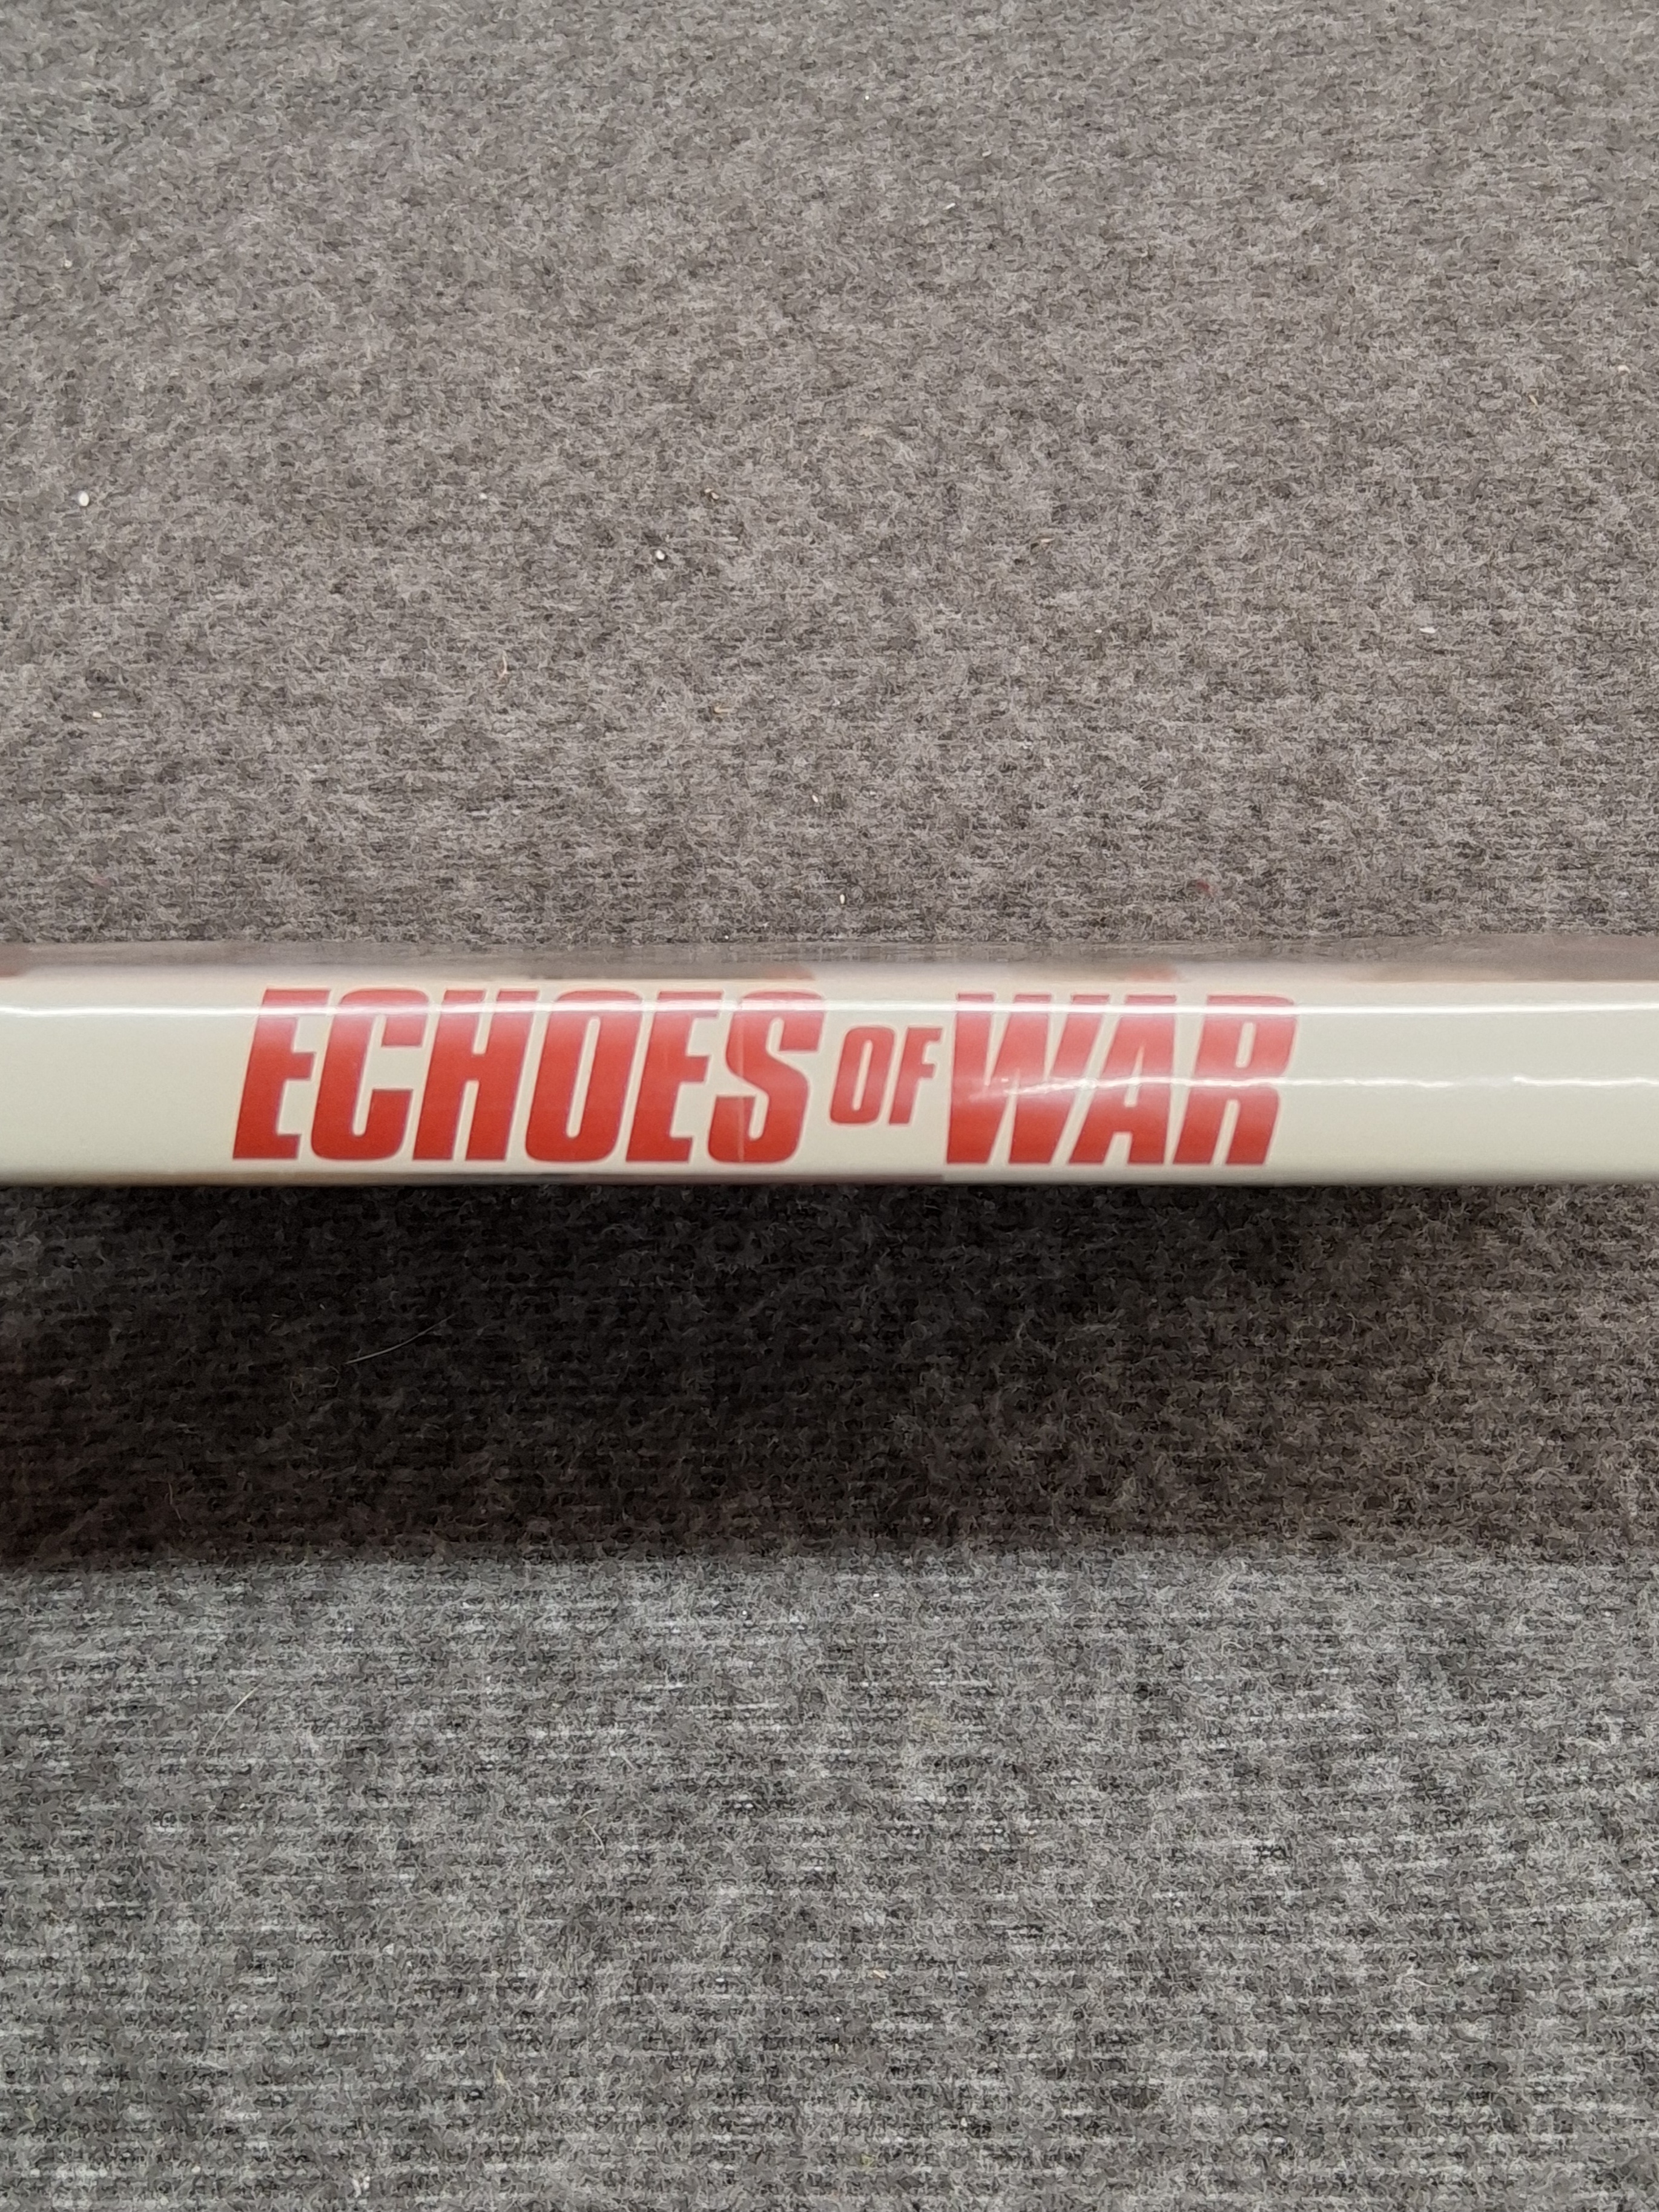 ECHOES OF WAR